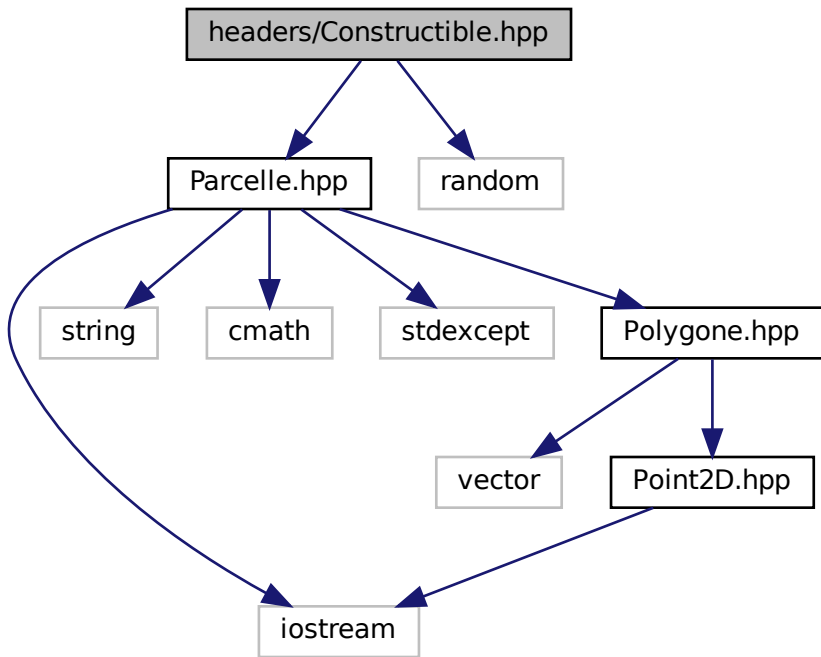 headers/Constructible.hpp
Parcelle.hpp
random
string
cmath
stdexcept
Polygone.hpp
vector
Point2D.hpp
iostream